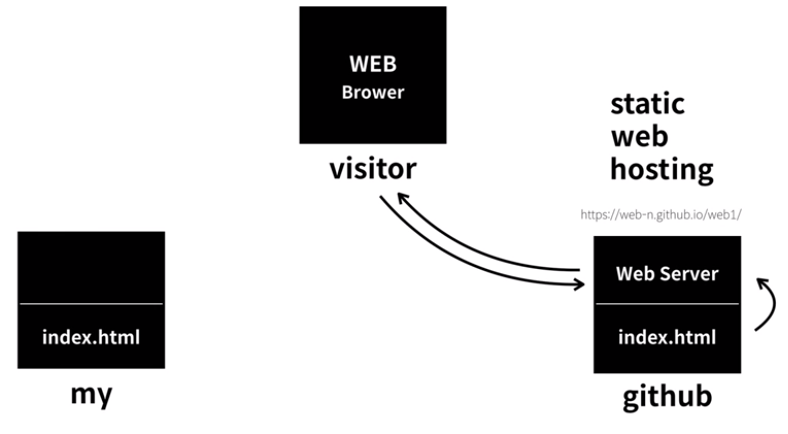 WEB
Brower
visitor
static
web
hosting
https://web-n.github.io/web1/
Web Server
index.html
github
index.html
my